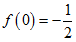 f(0) = -1/2